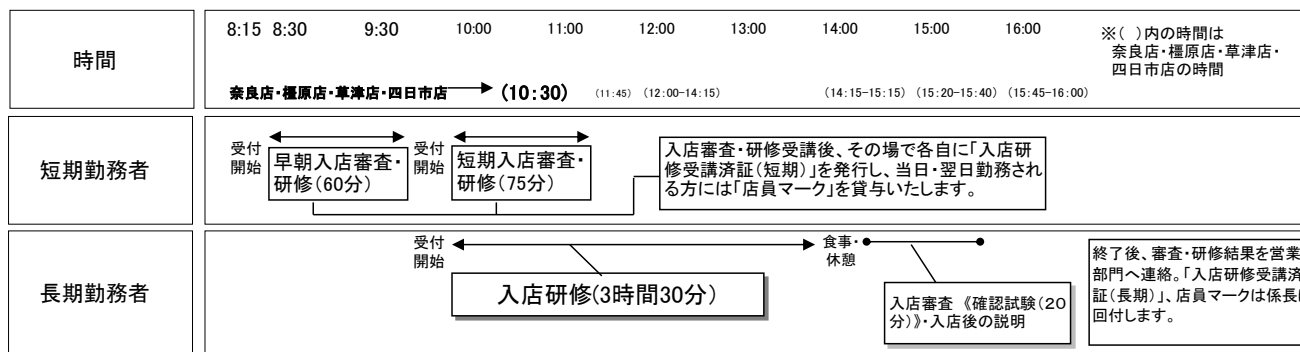 時間
8:15 8:30 9:30 10:00 11:00 12:00 13:00 14:00 15:00 16:00
※( )内の時間は
奈良店・橿原店・草津店・
四日市店の時間
奈良店・橿原店・草津店・四日市店 (10:30) (11:45) (12:00-14:15) (14:15-15:15) (15:20-15:40) (15:45-16:00)
短期勤務者
受付
開始
早朝入店審査・
研修(60分)
受付
開始
短期入店審査・
研修(75分)
入店審査・研修受講後、その場で各自に「入店研
修受講済証(短期)」を発行し、当日・翌日勤務され
る方には「店員マーク」を貸与いたします。
長期勤務者
受付
開始
入店研修(3時間30分)
食事・
休憩
入店審査 《確認試験(20
分)》・入店後の説明
終了後、審査・研修結果を営業
部門へ連絡。「入店研修受講済
証(長期)」、店員マークは係長
回付します。